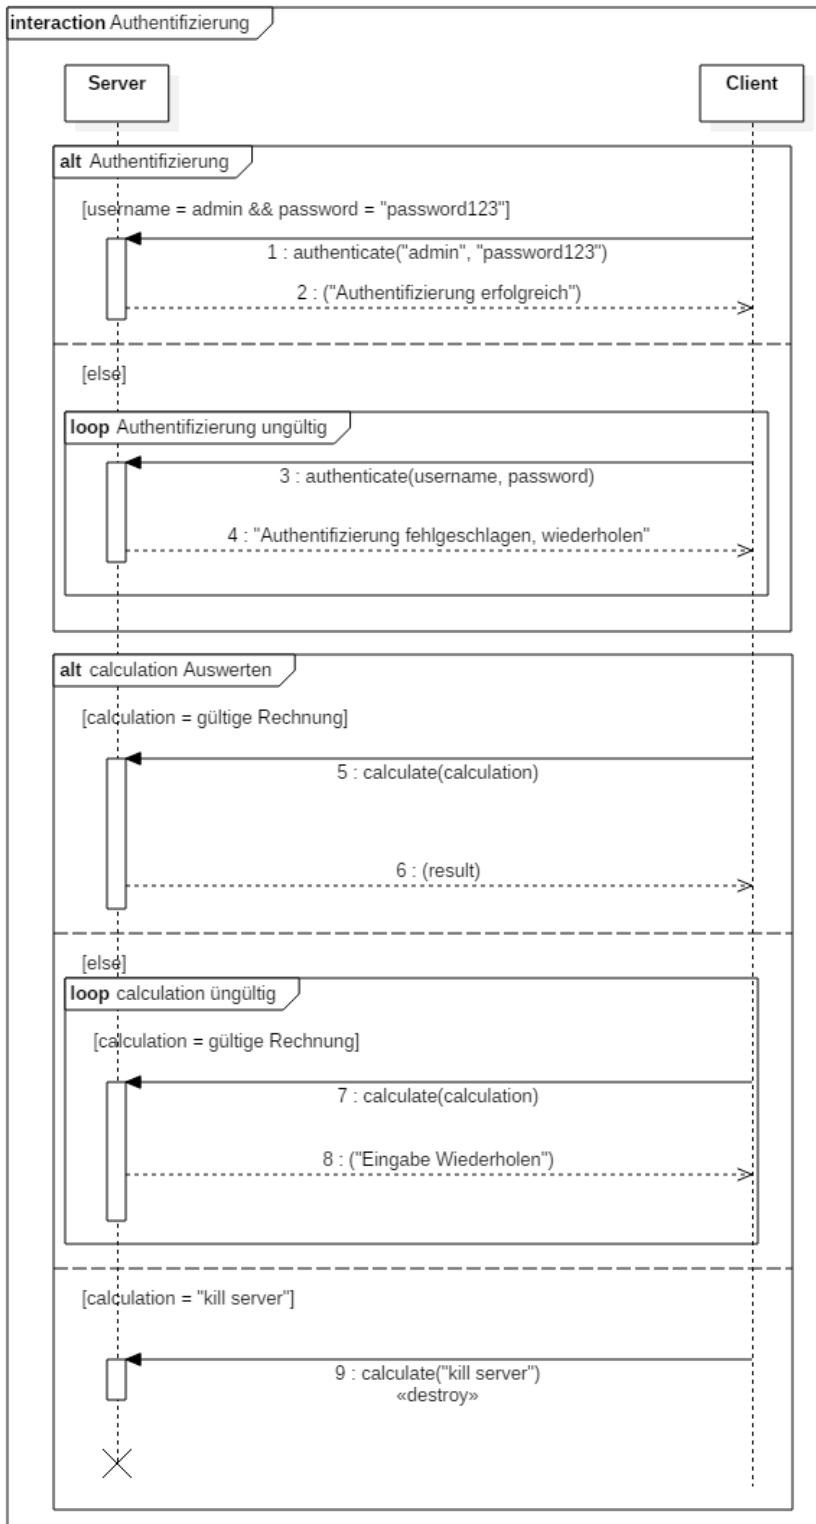 interaction Authentifizierung
Server
Client
alt Authentifizierung
[username = admin && password = "password123"]
1 : authenticate("admin", "password123")
2 : ("Authentifizierung erfolgreich")
[else]
loop Authentifizierung ungültig
3 : authenticate(username, password)
4 : "Authentifizierung fehlgeschlagen, wiederholen"
alt calculation Auswerten
[calculation = gültige Rechnung]
5 : calculate(calculation)
6 : (result)
[else]
loop calculation üngültig
[calculation = gültige Rechnung]
7 : calculate(calculation)
8 : ("Eingabe Wiederholen")
[calculation = "kill server"]
9 : calculate("kill server")
«destroy»